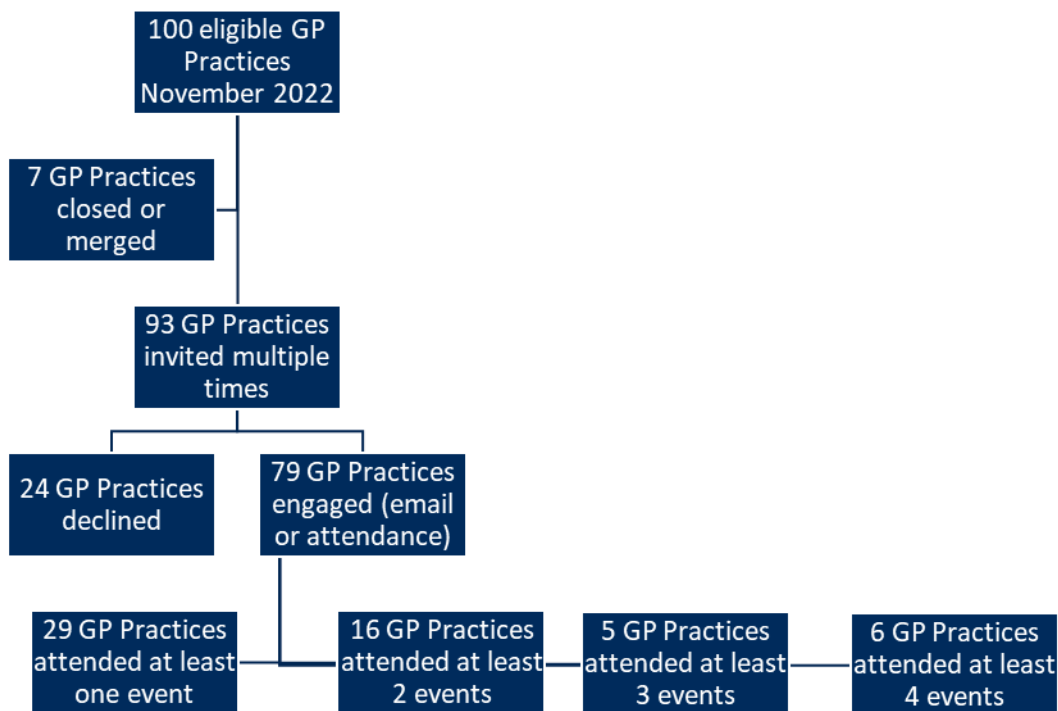 100 eligible GP
Practices
November 2022
7 GP Practices
closed or
merged
93 GP Practices
invited multiple
times
24 GP Practices
declined
79 GP Practices
engaged (email
or attendance)
29 GP Practices
attended at least
one event
16 GP Practices
attended at least
2 events
5 GP Practices
attended at least
3 events
6 GP Practices
attended at least
4 events